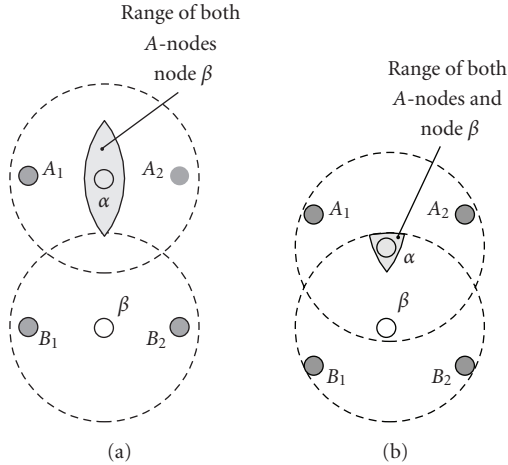 Range of both
A-nodes
node β
A₁
A₂
α
β
B₁
B₂
(a)
Range of both
A-nodes and
node β
A₁
A₂
α
β
B₁
B₂
(b)